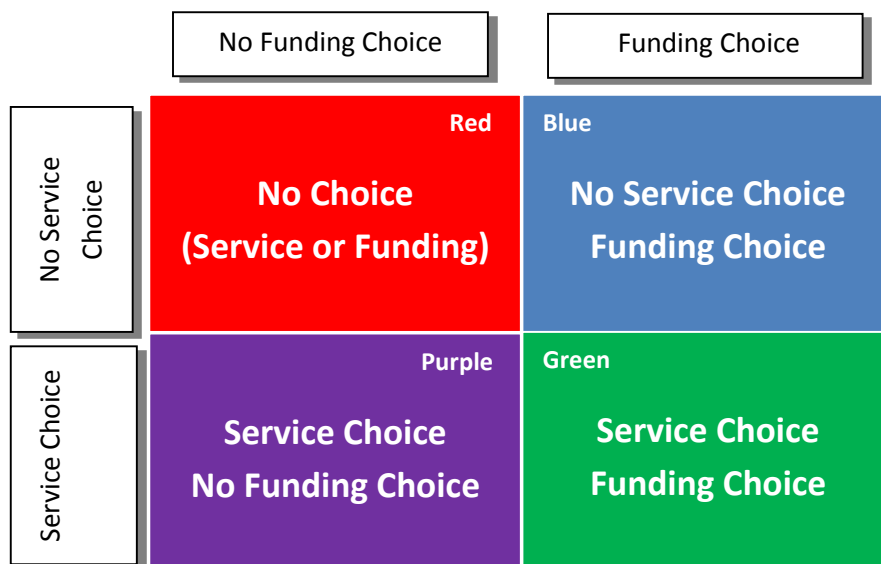 No Funding Choice
Funding Choice
No Service
Choice
Red
No Choice
(Service or Funding)
Blue
No Service Choice
Funding Choice
Service Choice
Purple
Service Choice
No Funding Choice
Green
Service Choice
Funding Choice